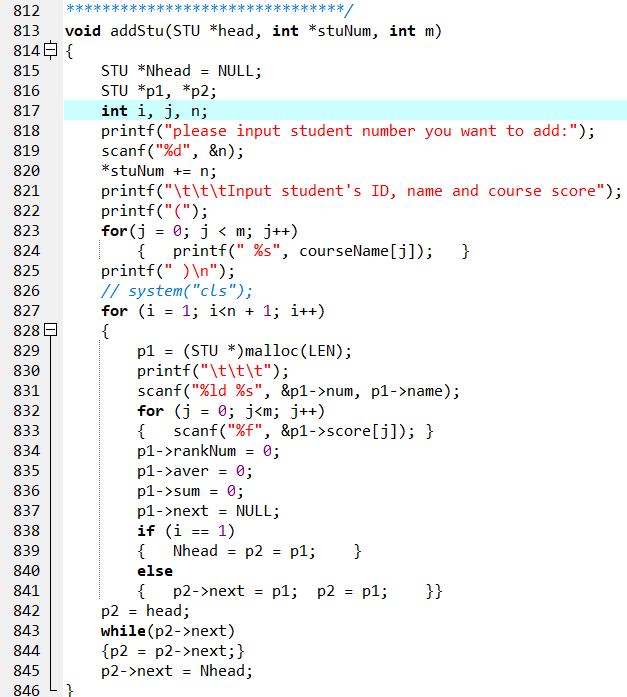 812 *******************************/
813 void addStu(STU *head, int *stuNum, int m)
814 {
815 STU *Nhead = NULL;
816 STU *p1, *p2;
817 int i, j, n;
818 printf("please input student number you want to add:");
819 scanf("%d", &n);
820 *stuNum += n;
821 printf("\t\t\tInput student's ID, name and course score");
822 printf("(");
823 for(j = 0; j < m; j++)
824 { printf(" %s", courseName[j]); }
825 printf(" )\n");
826 // system("cls");
827 for (i = 1; i<n + 1; i++)
828 {
829 p1 = (STU *)malloc(LEN);
830 printf("\t\t\t");
831 scanf("%ld %s", &p1->num, p1->name);
832 for (j = 0; j<m; j++)
833 { scanf("%f", &p1->score[j]); }
834 p1->rankNum = 0;
835 p1->aver = 0;
836 p1->sum = 0;
837 p1->next = NULL;
838 if (i == 1)
839 { Nhead = p2 = p1; }
840 else
841 { p2->next = p1; p2 = p1; }}
842 p2 = head;
843 while(p2->next)
844 {p2 = p2->next;}
845 p2->next = Nhead;
846 }